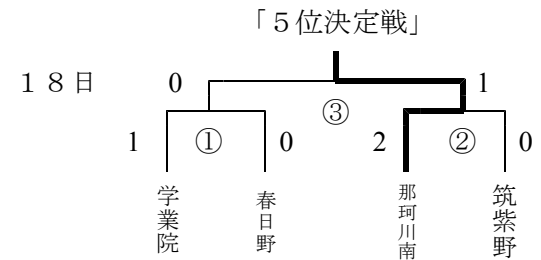 「５位決定戦」
１８日 0 1
③
1 ① 0 2 ② 0
学業院 春日野 那珂川南 筑紫野